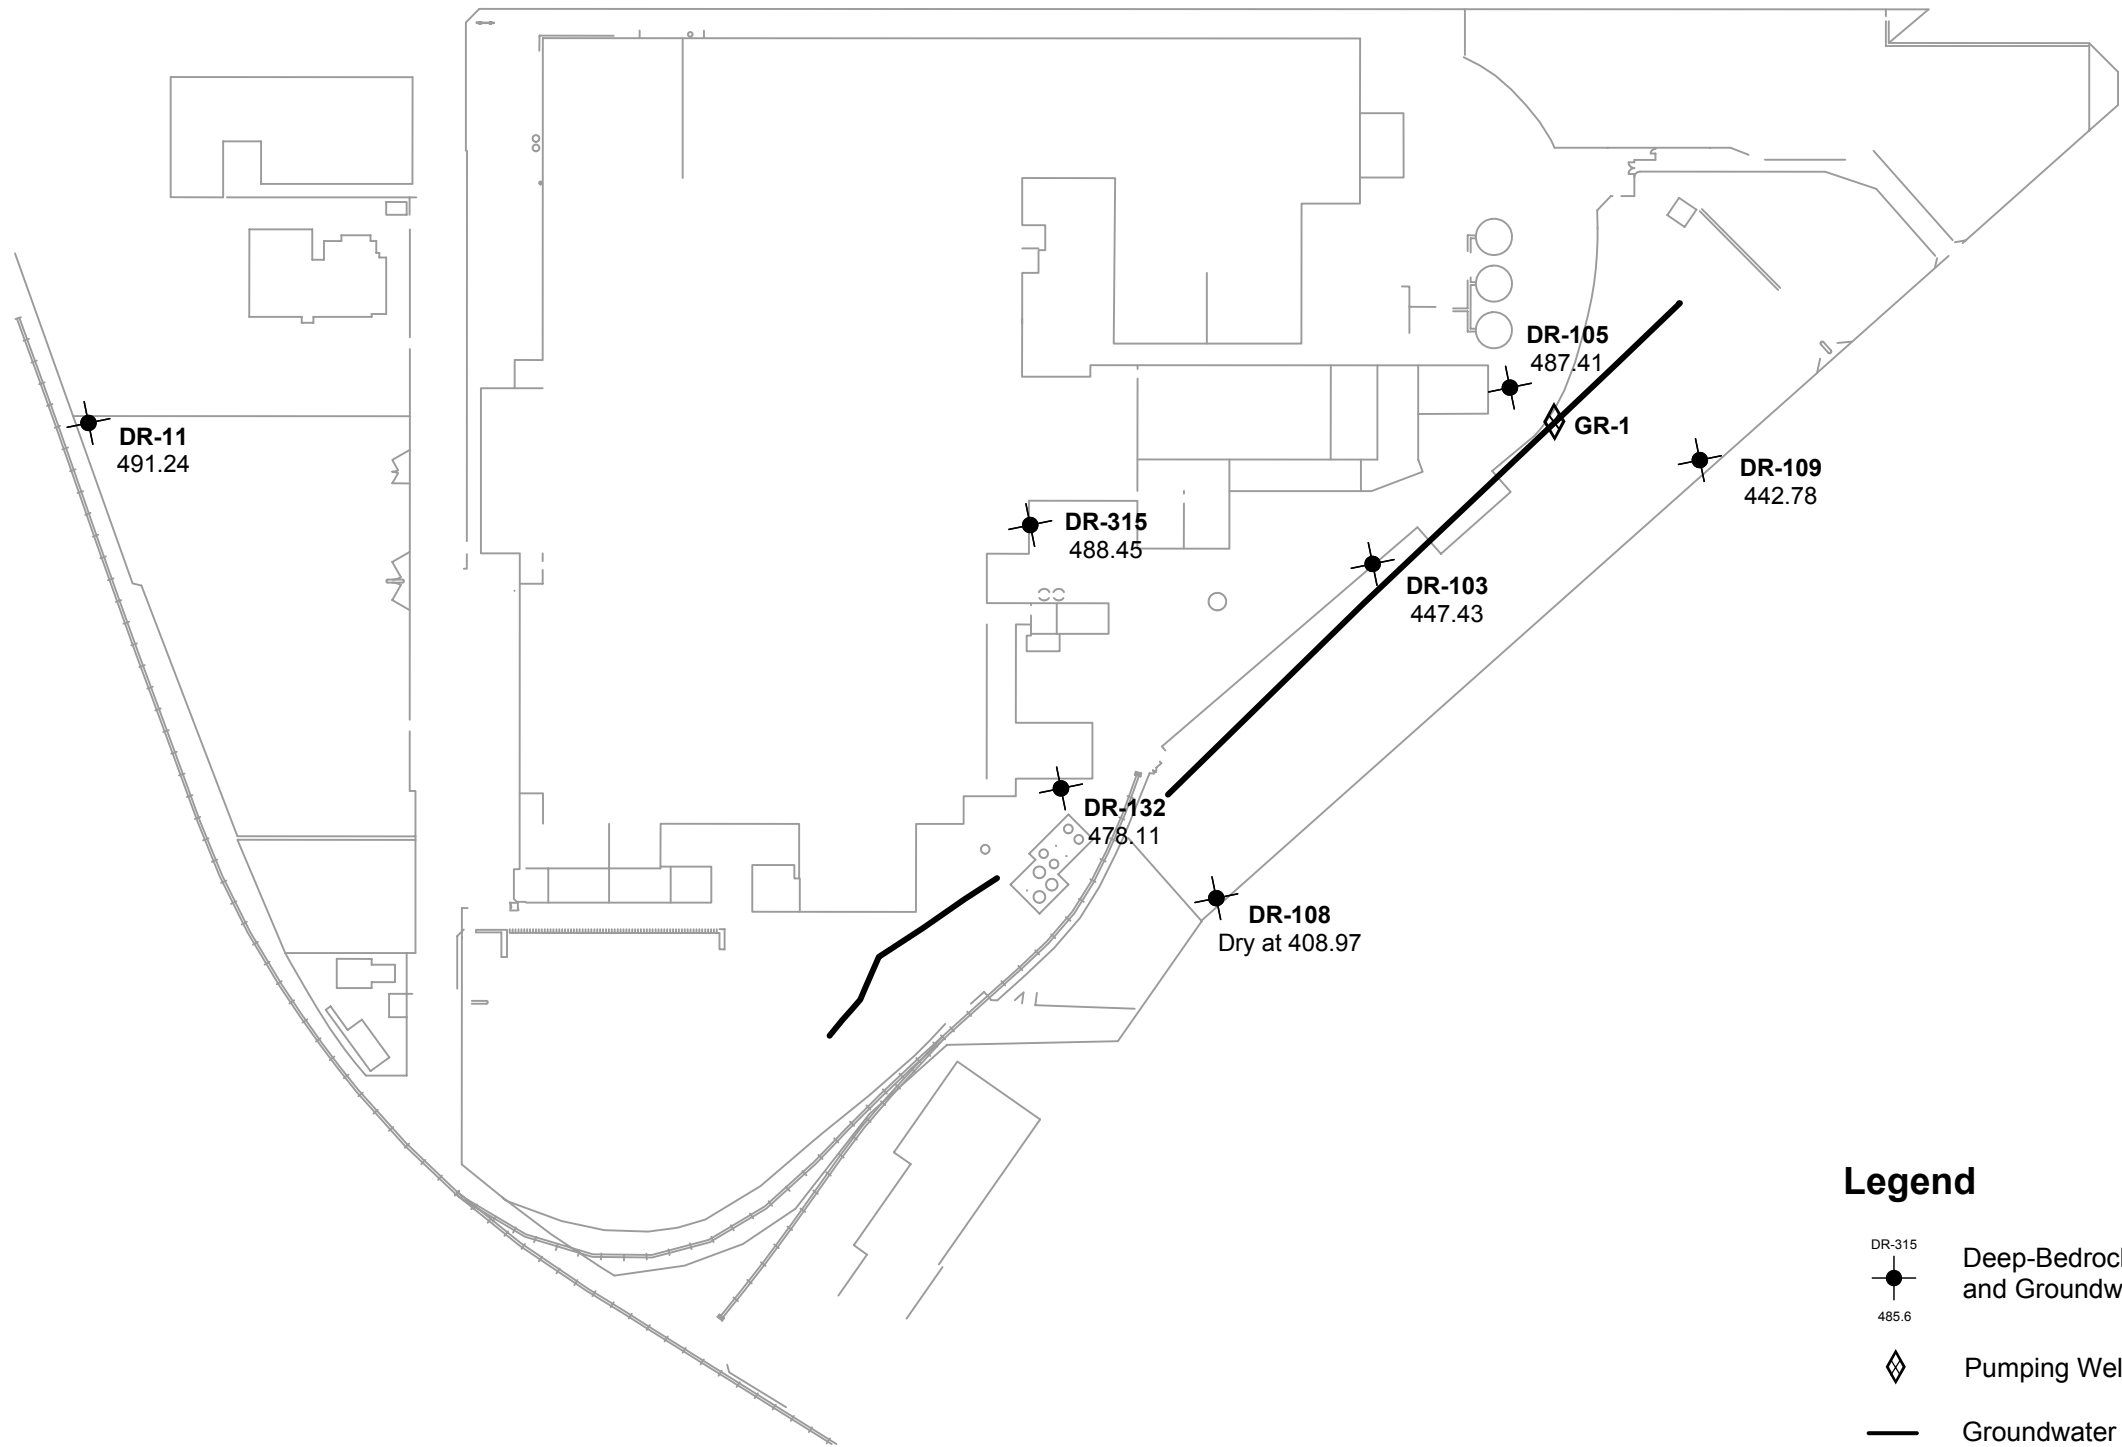 DR-105
487.41
DR-11
491.24
GR-1
DR-109
442.78
DR-315
488.45
DR-103
447.43
DR-132
478.11
DR-108
Dry at 408.97
Legend
DR-315
485.6
Deep-Bedroc
and Groundw
Pumping Wel
Groundwater